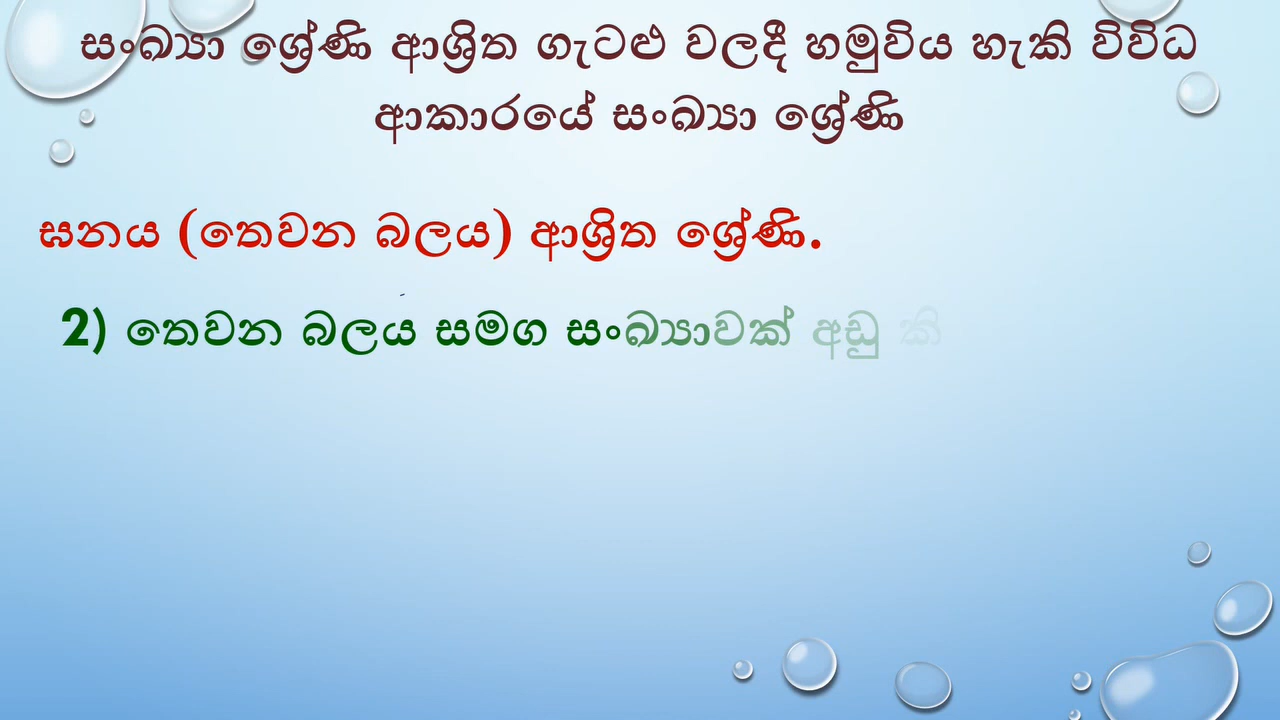 සංඛ්‍යා ශ්‍රේණි ආශ්‍රිත ගැටළු වලදී හමුවිය හැකි විවිධ
ආකාරයේ සංඛ්‍යා ශ්‍රේණි
ඝනය (තෙවන බලය) ආශ්‍රිත ශ්‍රේණි.
2) තෙවන බලය සමග සංඛ්‍යාවක් අඩු කි